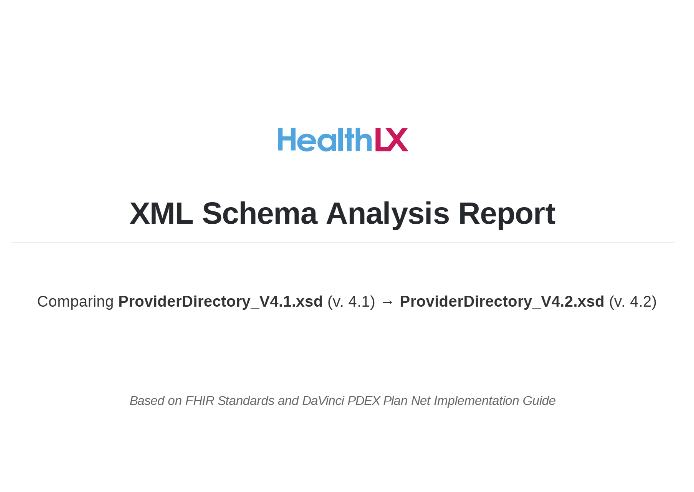 HealthLX
XML Schema Analysis Report
Comparing ProviderDirectory_V4.1.xsd (v. 4.1) → ProviderDirectory_V4.2.xsd (v. 4.2)
Based on FHIR Standards and DaVinci PDEX Plan Net Implementation Guide